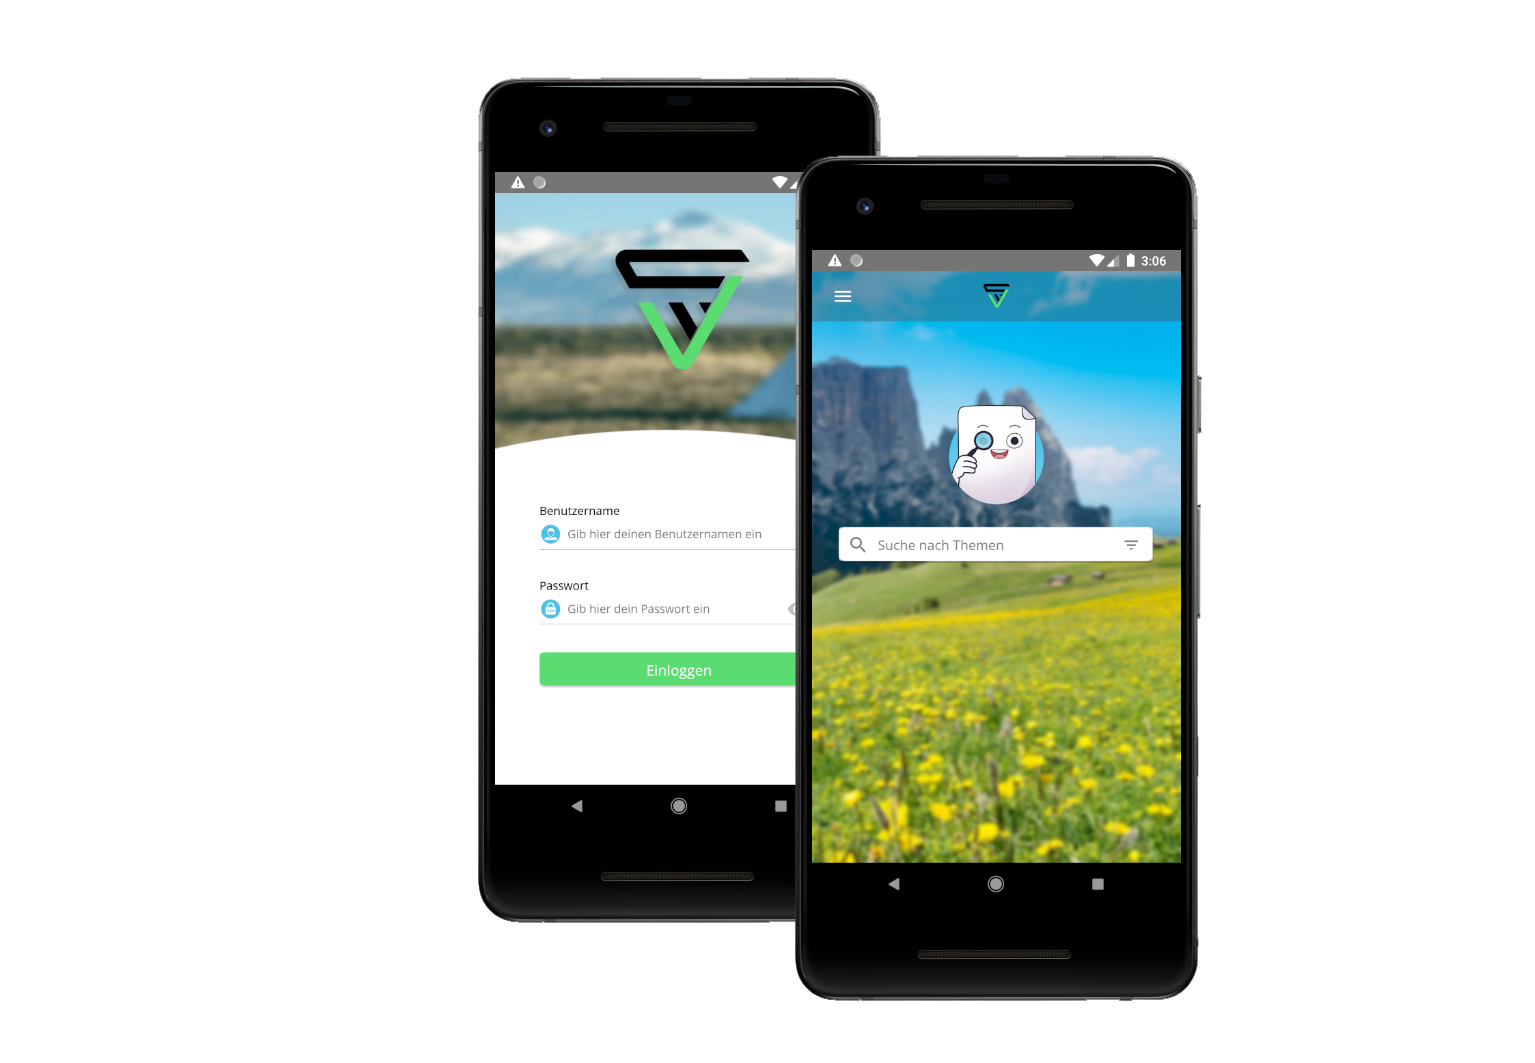 Benutzername
Gib hier deinen Benutzernamen ein
Passwort
Gib hier dein Passwort ein
Einloggen
3:06
Suche nach Themen